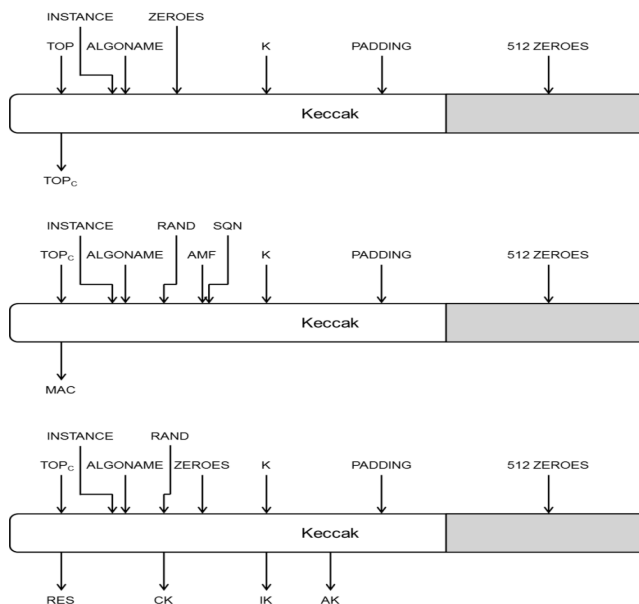 INSTANCE ZEROES
TOP ALGONAME K PADDING 512 ZEROES
Keccak
TOPC
INSTANCE RAND SQN
TOPC ALGONAME AMF K PADDING 512 ZEROES
Keccak
MAC
INSTANCE RAND
TOPC ALGONAME ZEROES K PADDING 512 ZEROES
Keccak
RES CK IK AK